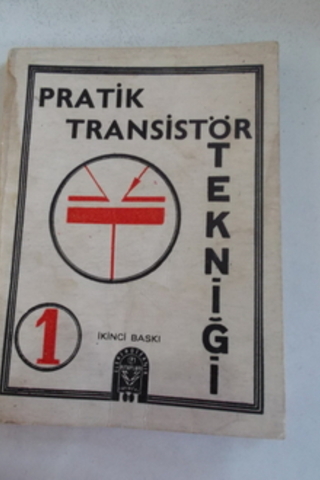 PRATİK
TRANSİSTÖR
TEKNİĞİ
1
İKİNCİ BASKI